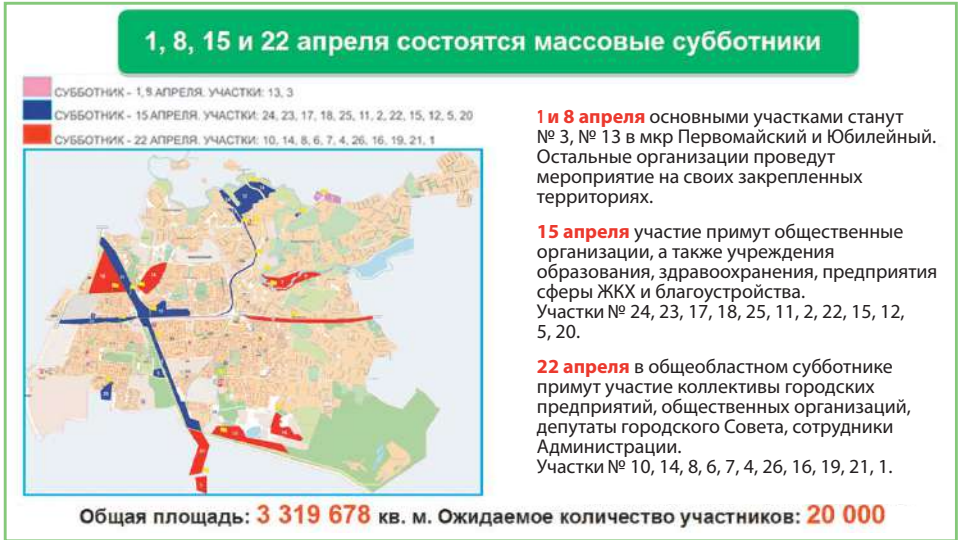 1, 8, 15 и 22 апреля состоятся массовые субботники
СУББОТНИК - 1, 8 АПРЕЛЯ. УЧАСТКИ: 13, 3
СУББОТНИК - 15 АПРЕЛЯ. УЧАСТКИ: 24, 23, 17, 18, 25, 11, 2, 22, 15, 12, 5, 20
СУББОТНИК - 22 АПРЕЛЯ. УЧАСТКИ: 10, 14, 8, 6, 7, 4, 26, 16, 19, 21, 1
1 и 8 апреля основными участками станут
№ 3, № 13 в мкр Первомайский и Юбилейный.
Остальные организации проведут
мероприятие на своих закрепленных
территориях.
15 апреля участие примут общественные
организации, а также учреждения
образования, здравоохранения, предприятия
сферы ЖКХ и благоустройства.
Участки № 24, 23, 17, 18, 25, 11, 2, 22, 15, 12,
5, 20.
22 апреля в общеобластном субботнике
примут участие коллективы городских
предприятий, общественных организаций,
депутаты городского Совета, сотрудники
Администрации.
Участки № 10, 14, 8, 6, 7, 4, 26, 16, 19, 21, 1.
Общая площадь: 3 319 678 кв. м. Ожидаемое количество участников: 20 000